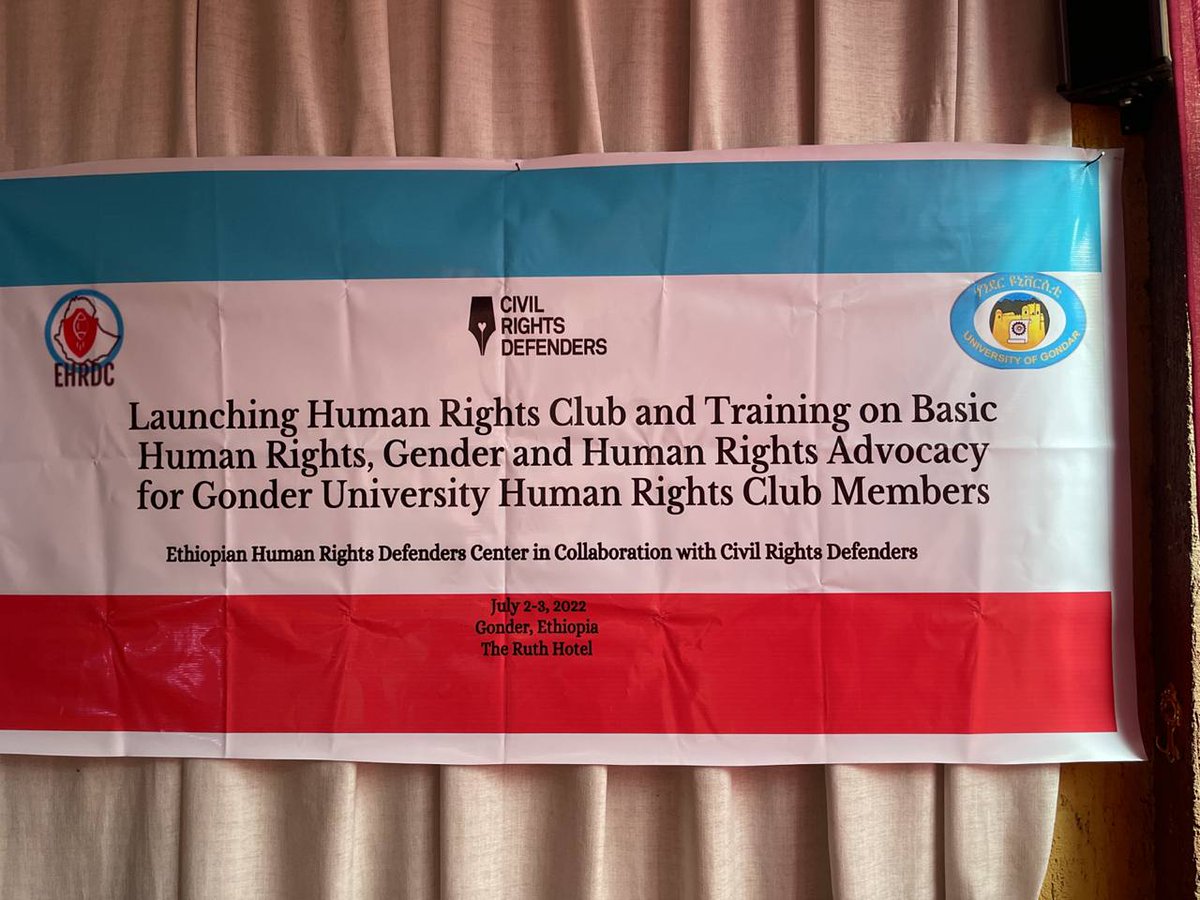 EHRDC
CIVIL
RIGHTS
DEFENDERS
ጎንደር ዩኒቨርሲቲ
UNIVERSITY OF GONDAR
Launching Human Rights Club and Training on Basic
Human Rights, Gender and Human Rights Advocacy
for Gonder University Human Rights Club Members
Ethiopian Human Rights Defenders Center in Collaboration with Civil Rights Defenders
July 2-3, 2022
Gonder, Ethiopia
The Ruth Hotel